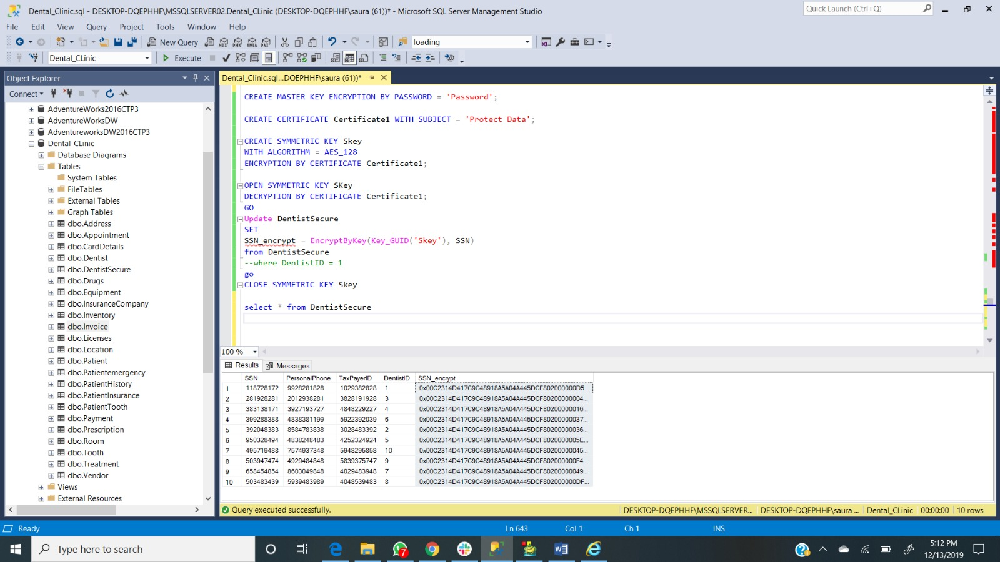 Dental_Clinic.sql - DESKTOP-DQEPHHF\MSSQLSERVER02.Dental_CLinic (DESKTOP-DQEPHHF\saura (61))* - Microsoft SQL Server Management Studio
Quick Launch (Ctrl+Q)
File Edit View Query Project Tools Window Help
New Query
loading
Dental_CLinic
Execute
Object Explorer
Dental_Clinic.sql...DQEPHHF\saura (61))*
Connect
AdventureWorks2016CTP3
AdventureWorksDW
AdventureworksDW2016CTP3
Dental_CLinic
Database Diagrams
Tables
System Tables
FileTables
External Tables
Graph Tables
dbo.Address
dbo.Appointment
dbo.CardDetails
dbo.Dentist
dbo.DentistSecure
dbo.Drugs
dbo.Equipment
dbo.InsuranceCompany
dbo.Inventory
dbo.Invoice
dbo.Licenses
dbo.Location
dbo.Patient
dbo.Patientemergency
dbo.PatientHistory
dbo.PatientInsurance
dbo.PatientTooth
dbo.Payment
dbo.Prescription
dbo.Room
dbo.Tooth
dbo.Treatment
dbo.Vendor
Views
External Resources
CREATE MASTER KEY ENCRYPTION BY PASSWORD = 'Password';
CREATE CERTIFICATE Certificate1 WITH SUBJECT = 'Protect Data';
CREATE SYMMETRIC KEY Skey
WITH ALGORITHM = AES_128
ENCRYPTION BY CERTIFICATE Certificate1;
OPEN SYMMETRIC KEY SKey
DECRYPTION BY CERTIFICATE Certificate1;
GO
Update DentistSecure
SET
SSN_encrypt = EncryptByKey(Key_GUID('Skey'), SSN)
from DentistSecure
--where DentistID = 1
go
CLOSE SYMMETRIC KEY Skey
select * from DentistSecure
100 %
Results Messages
SSN PersonalPhone TaxPayerID DentistID SSN_encrypt
1 118728172 9928281828 1029382828 1 0x00C2314D417C9C48918A5A04A445DCF802000000D5...
2 281928281 2012938281 3828191928 3 0x00C2314D417C9C48918A5A04A445DCF80200000004...
3 383138171 3927193727 4848229227 4 0x00C2314D417C9C48918A5A04A445DCF80200000016...
4 399288388 4838381199 5922392039 6 0x00C2314D417C9C48918A5A04A445DCF80200000037...
5 392048383 8584783838 3028483392 2 0x00C2314D417C9C48918A5A04A445DCF80200000036...
6 950328494 4838248483 4252324924 5 0x00C2314D417C9C48918A5A04A445DCF8020000005E...
7 495719488 7574937348 5948295858 10 0x00C2314D417C9C48918A5A04A445DCF80200000045...
8 503947474 4929484848 5839375747 9 0x00C2314D417C9C48918A5A04A445DCF802000000F4...
9 658454854 8603049848 4029483948 7 0x00C2314D417C9C48918A5A04A445DCF80200000049...
10 503483439 5939483989 4048539483 8 0x00C2314D417C9C48918A5A04A445DCF802000000DF...
Query executed successfully.
DESKTOP-DQEPHHF\MSSQLSERVER... DESKTOP-DQEPHHF\saura ... Dental_CLinic 00:00:00 10 rows
Ready
Ln 643 Col 1 Ch 1 INS
Type here to search
7
5:12 PM
12/13/2019